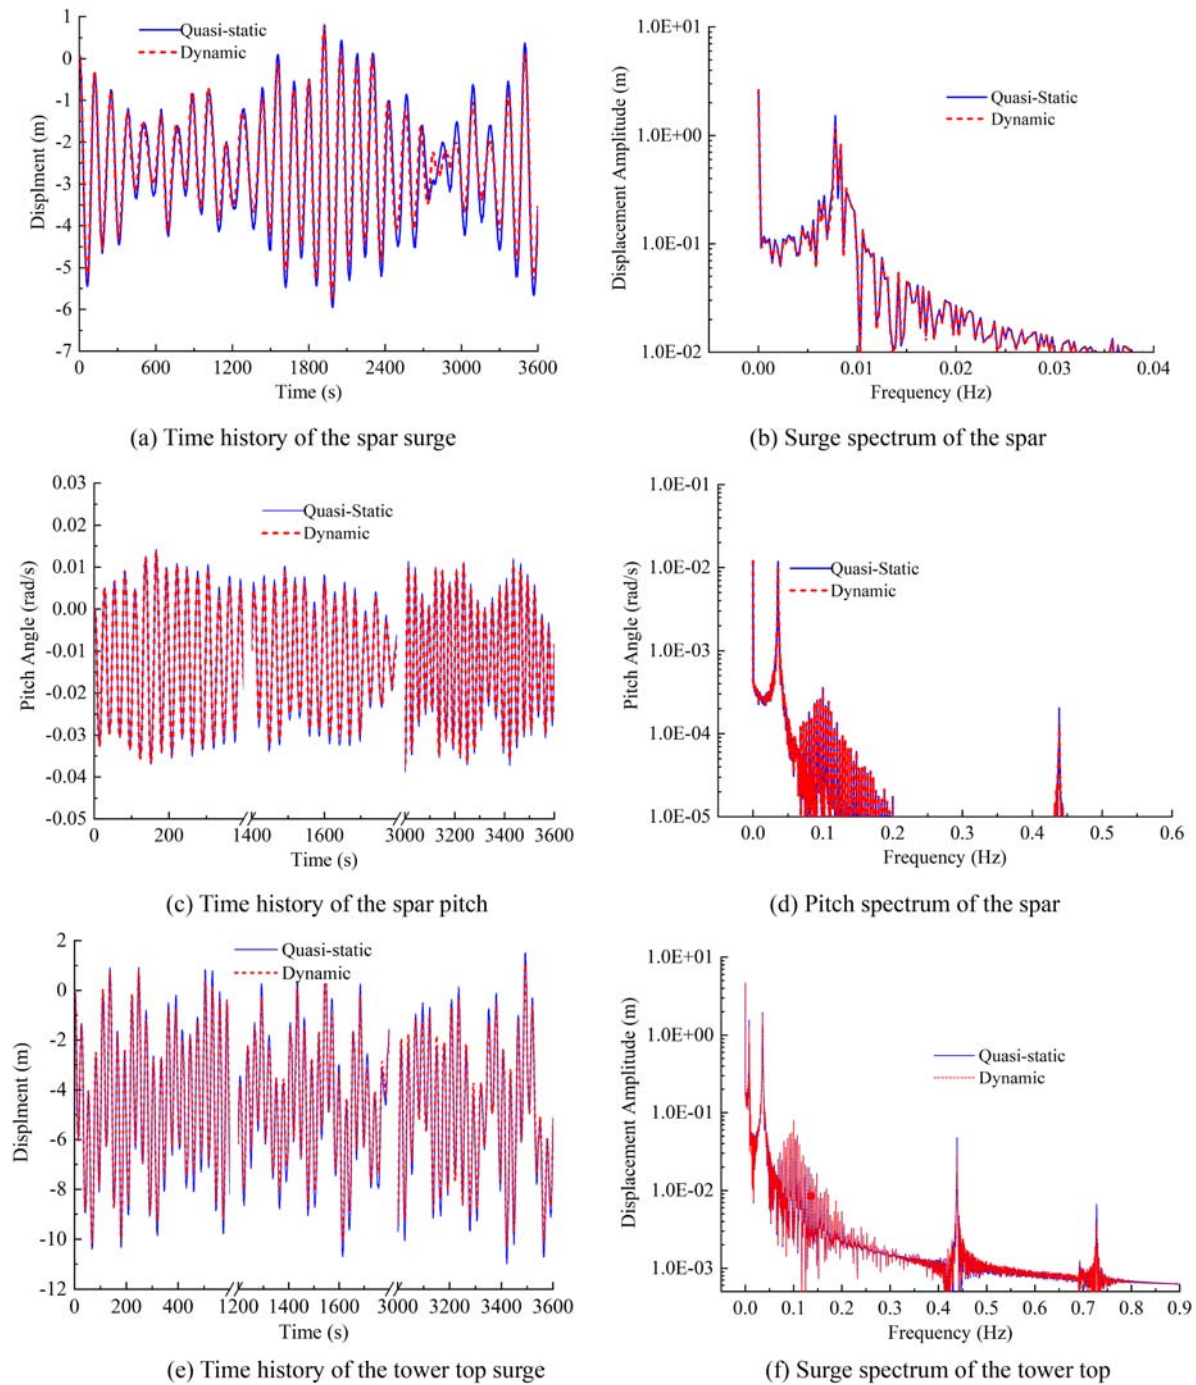 1
0
-1
-2
-3
-4
-5
-6
-7
Displment (m)
Quasi-static
Dynamic
0 600 1200 1800 2400 3000 3600
Time (s)
(a) Time history of the spar surge
1.0E+01
1.0E+00
1.0E-01
1.0E-02
Displacement Amplitude (m)
Quasi-Static
Dynamic
0.00 0.01 0.02 0.03 0.04
Frequency (Hz)
(b) Surge spectrum of the spar
0.03
0.02
0.01
0.00
-0.01
-0.02
-0.03
-0.04
-0.05
Pitch Angle (rad/s)
Quasi-Static
Dynamic
0 200 1400 1600 3000 3200 3400 3600
Time (s)
(c) Time history of the spar pitch
1.0E-01
1.0E-02
1.0E-03
1.0E-04
1.0E-05
Pitch Angle (rad/s)
Quasi-Static
Dynamic
0.0 0.1 0.2 0.3 0.4 0.5 0.6
Frequency (Hz)
(d) Pitch spectrum of the spar
2
0
-2
-4
-6
-8
-10
-12
Displment (m)
Quasi-static
Dynamic
0 200 400 1200 1400 1600 3000 3200 3400 3600
Time (s)
(e) Time history of the tower top surge
1.0E+01
1.0E+00
1.0E-01
1.0E-02
1.0E-03
Displacement Amplitude (m)
Quasi-static
Dynamic
0.0 0.1 0.2 0.3 0.4 0.5 0.6 0.7 0.8 0.9
Frequency (Hz)
(f) Surge spectrum of the tower top